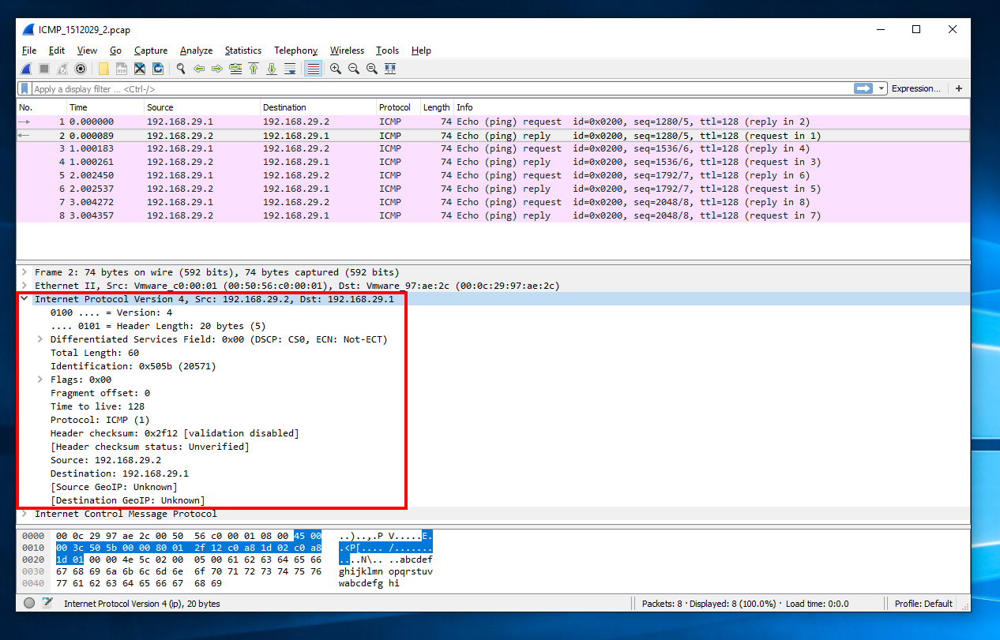 ICMP_1512029_2.pcap
File Edit View Go Capture Analyze Statistics Telephony Wireless Tools Help
Apply a display filter ... <Ctrl-/> Expression... +
No. Time Source Destination Protocol Length Info
1 0.000000 192.168.29.1 192.168.29.2 ICMP 74 Echo (ping) request id=0x0200, seq=1280/5, ttl=128 (reply in 2)
2 0.000089 192.168.29.2 192.168.29.1 ICMP 74 Echo (ping) reply id=0x0200, seq=1280/5, ttl=128 (request in 1)
3 1.000183 192.168.29.1 192.168.29.2 ICMP 74 Echo (ping) request id=0x0200, seq=1536/6, ttl=128 (reply in 4)
4 1.000261 192.168.29.2 192.168.29.1 ICMP 74 Echo (ping) reply id=0x0200, seq=1536/6, ttl=128 (request in 3)
5 2.002450 192.168.29.1 192.168.29.2 ICMP 74 Echo (ping) request id=0x0200, seq=1792/7, ttl=128 (reply in 6)
6 2.002537 192.168.29.2 192.168.29.1 ICMP 74 Echo (ping) reply id=0x0200, seq=1792/7, ttl=128 (request in 5)
7 3.004272 192.168.29.1 192.168.29.2 ICMP 74 Echo (ping) request id=0x0200, seq=2048/8, ttl=128 (reply in 8)
8 3.004357 192.168.29.2 192.168.29.1 ICMP 74 Echo (ping) reply id=0x0200, seq=2048/8, ttl=128 (request in 7)
Frame 2: 74 bytes on wire (592 bits), 74 bytes captured (592 bits)
Ethernet II, Src: Vmware_c0:00:01 (00:50:56:c0:00:01), Dst: Vmware_97:ae:2c (00:0c:29:97:ae:2c)
Internet Protocol Version 4, Src: 192.168.29.2, Dst: 192.168.29.1
0100 .... = Version: 4
.... 0101 = Header Length: 20 bytes (5)
Differentiated Services Field: 0x00 (DSCP: CS0, ECN: Not-ECT)
Total Length: 60
Identification: 0x505b (20571)
Flags: 0x00
Fragment offset: 0
Time to live: 128
Protocol: ICMP (1)
Header checksum: 0x2f12 [validation disabled]
[Header checksum status: Unverified]
Source: 192.168.29.2
Destination: 192.168.29.1
[Source GeoIP: Unknown]
[Destination GeoIP: Unknown]
Internet Control Message Protocol
0000 00 0c 29 97 ae 2c 00 50 56 c0 00 01 08 00 45 00 ..)..,.P V.....E.
0010 00 3c 50 5b 00 00 80 01 2f 12 c0 a8 1d 02 c0 a8 .<P[.... /.......
0020 1d 01 00 00 4e 5c 02 00 05 00 61 62 63 64 65 66 ....N\.. ..abcdef
0030 67 68 69 6a 6b 6c 6d 6e 6f 70 71 72 73 74 75 76 ghijklmn opqrstuv
0040 77 61 62 63 64 65 66 67 68 69 wabcdefg hi
Internet Protocol Version 4 (ip), 20 bytes Packets: 8 · Displayed: 8 (100.0%) · Load time: 0:0.0 Profile: Default